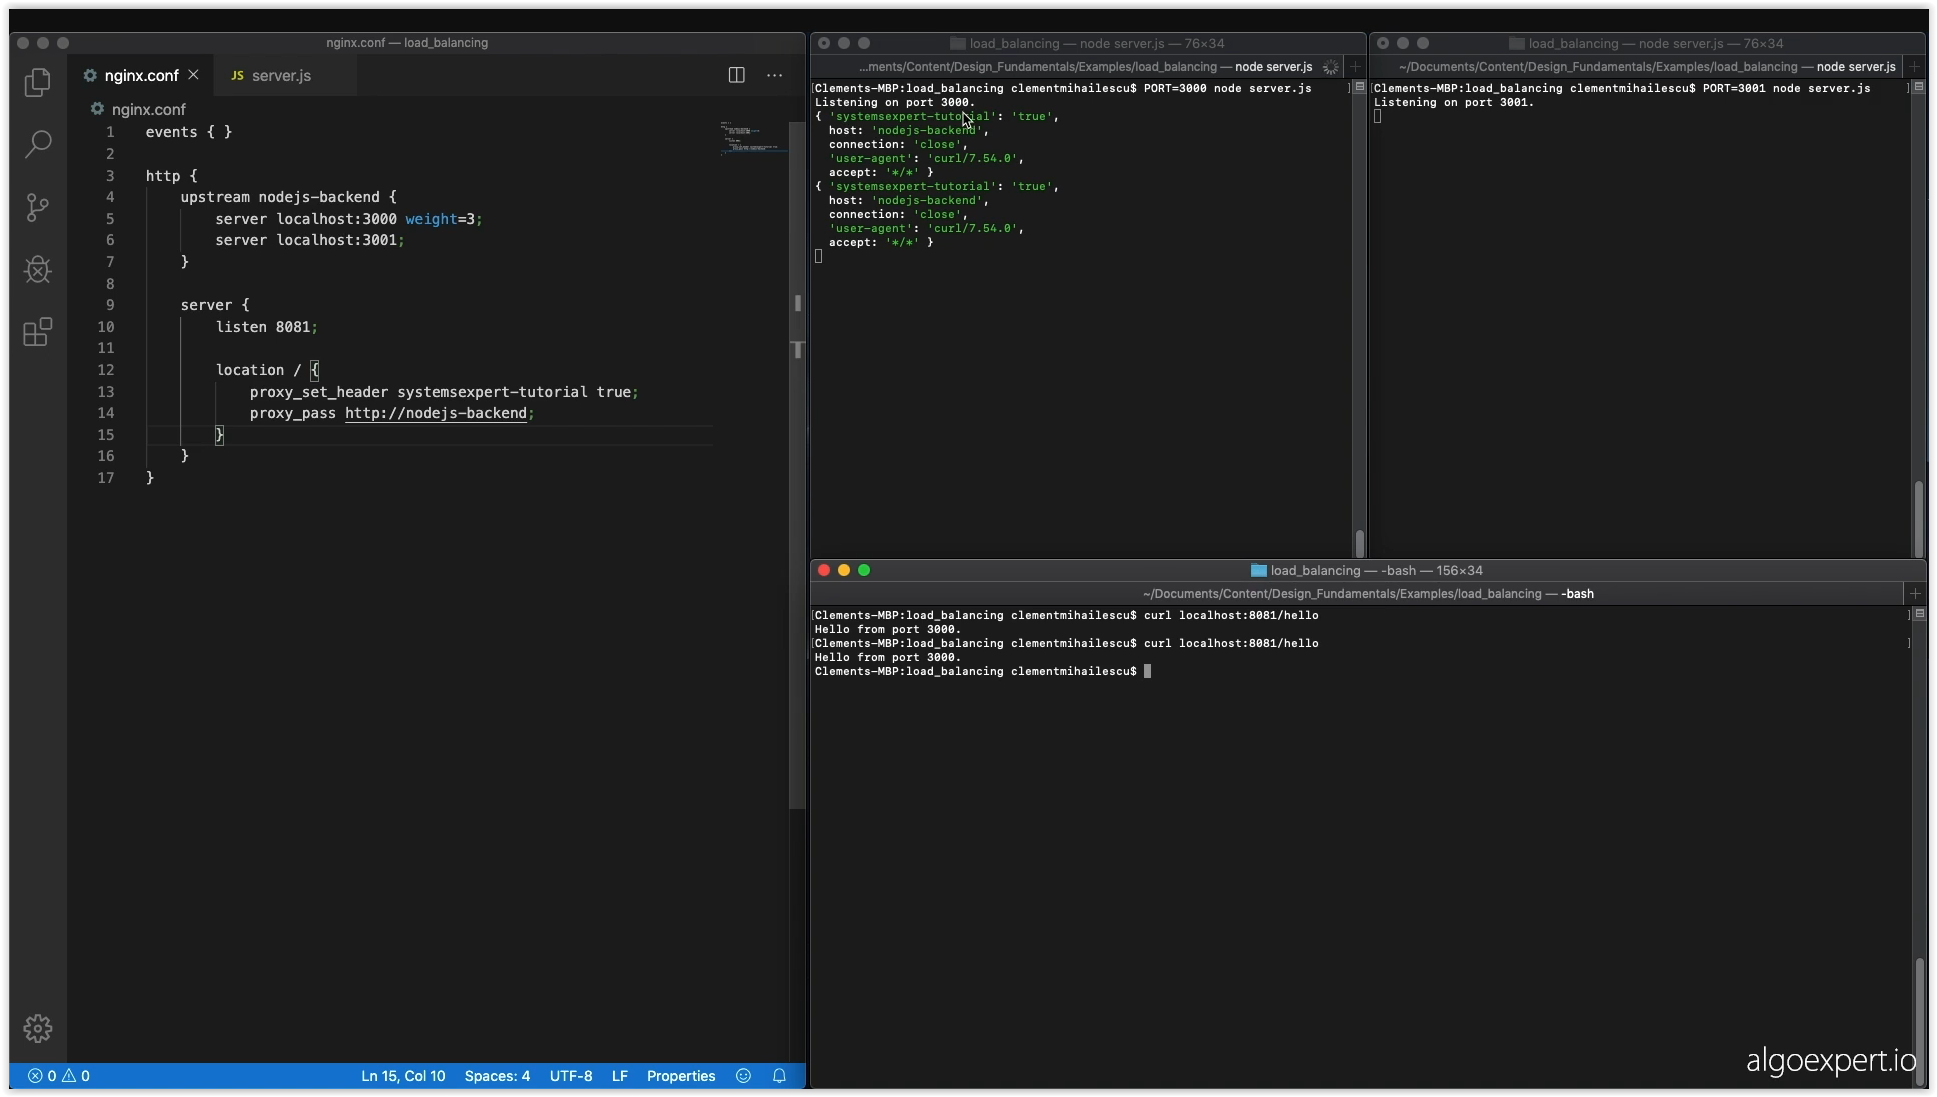 nginx.conf — load_balancing
nginx.conf
JS server.js
nginx.conf
1 events { }
2
3 http {
4 upstream nodejs-backend {
5 server localhost:3000 weight=3;
6 server localhost:3001;
7 }
8
9 server {
10 listen 8081;
11
12 location / {
13 proxy_set_header systemsexpert-tutorial true;
14 proxy_pass http://nodejs-backend;
15 }
16 }
17 }
0 0 Ln 15, Col 10 Spaces: 4 UTF-8 LF Properties
load_balancing — node server.js — 76×34
...ments/Content/Design_Fundamentals/Examples/load_balancing — node server.js
[Clements-MBP:load_balancing clementmihailescu$ PORT=3000 node server.js ]
Listening on port 3000.
{ 'systemsexpert-tutorial': 'true',
host: 'nodejs-backend',
connection: 'close',
'user-agent': 'curl/7.54.0',
accept: '*/*' }
{ 'systemsexpert-tutorial': 'true',
host: 'nodejs-backend',
connection: 'close',
'user-agent': 'curl/7.54.0',
accept: '*/*' }
load_balancing — node server.js — 76×34
~/Documents/Content/Design_Fundamentals/Examples/load_balancing — node server.js
[Clements-MBP:load_balancing clementmihailescu$ PORT=3001 node server.js ]
Listening on port 3001.
load_balancing — -bash — 156×34
~/Documents/Content/Design_Fundamentals/Examples/load_balancing — -bash
[Clements-MBP:load_balancing clementmihailescu$ curl localhost:8081/hello ]
Hello from port 3000.
[Clements-MBP:load_balancing clementmihailescu$ curl localhost:8081/hello ]
Hello from port 3000.
Clements-MBP:load_balancing clementmihailescu$
algoexpert.io